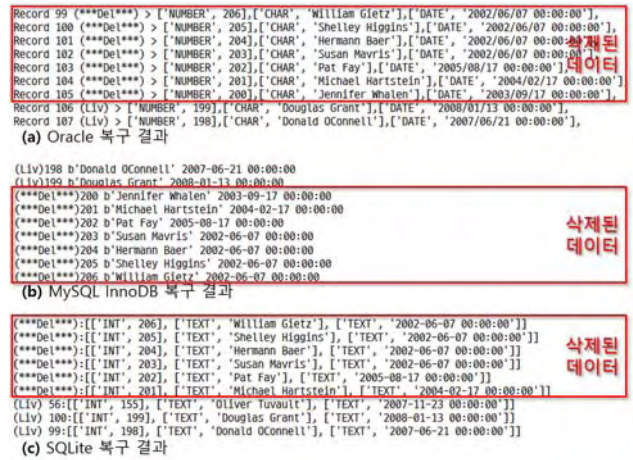 Record 99 (***Del***) > ['NUMBER', 206],['CHAR', 'William Gietz'],['DATE', '2002/06/07 00:00:00'],
Record 100 (***Del***) > ['NUMBER', 205],['CHAR', 'Shelley Higgins'],['DATE', '2002/06/07 00:00:00'],
Record 101 (***Del***) > ['NUMBER', 204],['CHAR', 'Hermann Baer'],['DATE', '2002/06/07 00:00:00'],
Record 102 (***Del***) > ['NUMBER', 203],['CHAR', 'Susan Mavris'],['DATE', '2002/06/07 00:00:00'],
Record 103 (***Del***) > ['NUMBER', 202],['CHAR', 'Pat Fay'],['DATE', '2005/08/17 00:00:00'],
Record 104 (***Del***) > ['NUMBER', 201],['CHAR', 'Michael Hartstein'],['DATE', '2004/02/17 00:00:00']
Record 105 (***Del***) > ['NUMBER', 200],['CHAR', 'Jennifer Whalen'],['DATE', '2003/09/17 00:00:00'],
삭제된
데이터
Record 106 (Liv) > ['NUMBER', 199],['CHAR', 'Douglas Grant'],['DATE', '2008/01/13 00:00:00'],
Record 107 (Liv) > ['NUMBER', 198],['CHAR', 'Donald OConnell'],['DATE', '2007/06/21 00:00:00'],
(a) Oracle 복구 결과
(Liv)198 b'Donald OConnell' 2007-06-21 00:00:00
(Liv)199 b'Douglas Grant' 2008-01-13 00:00:00
(***Del***)200 b'Jennifer Whalen' 2003-09-17 00:00:00
(***Del***)201 b'Michael Hartstein' 2004-02-17 00:00:00
(***Del***)202 b'Pat Fay' 2005-08-17 00:00:00
(***Del***)203 b'Susan Mavris' 2002-06-07 00:00:00
(***Del***)204 b'Hermann Baer' 2002-06-07 00:00:00
(***Del***)205 b'Shelley Higgins' 2002-06-07 00:00:00
(***Del***)206 b'William Gietz' 2002-06-07 00:00:00
삭제된
데이터
(b) MySQL InnoDB 복구 결과
(***Del***):[['INT', 206], ['TEXT', 'William Gietz'], ['TEXT', '2002-06-07 00:00:00']]
(***Del***):[['INT', 205], ['TEXT', 'Shelley Higgins'], ['TEXT', '2002-06-07 00:00:00']]
(***Del***):[['INT', 204], ['TEXT', 'Hermann Baer'], ['TEXT', '2002-06-07 00:00:00']]
(***Del***):[['INT', 203], ['TEXT', 'Susan Mavris'], ['TEXT', '2002-06-07 00:00:00']]
(***Del***):[['INT', 202], ['TEXT', 'Pat Fay'], ['TEXT', '2005-08-17 00:00:00']]
(***Del***):[['INT', 201], ['TEXT', 'Michael Hartstein'], ['TEXT', '2004-02-17 00:00:00']]
삭제된
데이터
(Liv) 56:[['INT', 155], ['TEXT', 'Oliver Tuvault'], ['TEXT', '2007-11-23 00:00:00']]
(Liv) 100:[['INT', 199], ['TEXT', 'Douglas Grant'], ['TEXT', '2008-01-13 00:00:00']]
(Liv) 99:[['INT', 198], ['TEXT', 'Donald OConnell'], ['TEXT', '2007-06-21 00:00:00']]
(c) SQLite 복구 결과